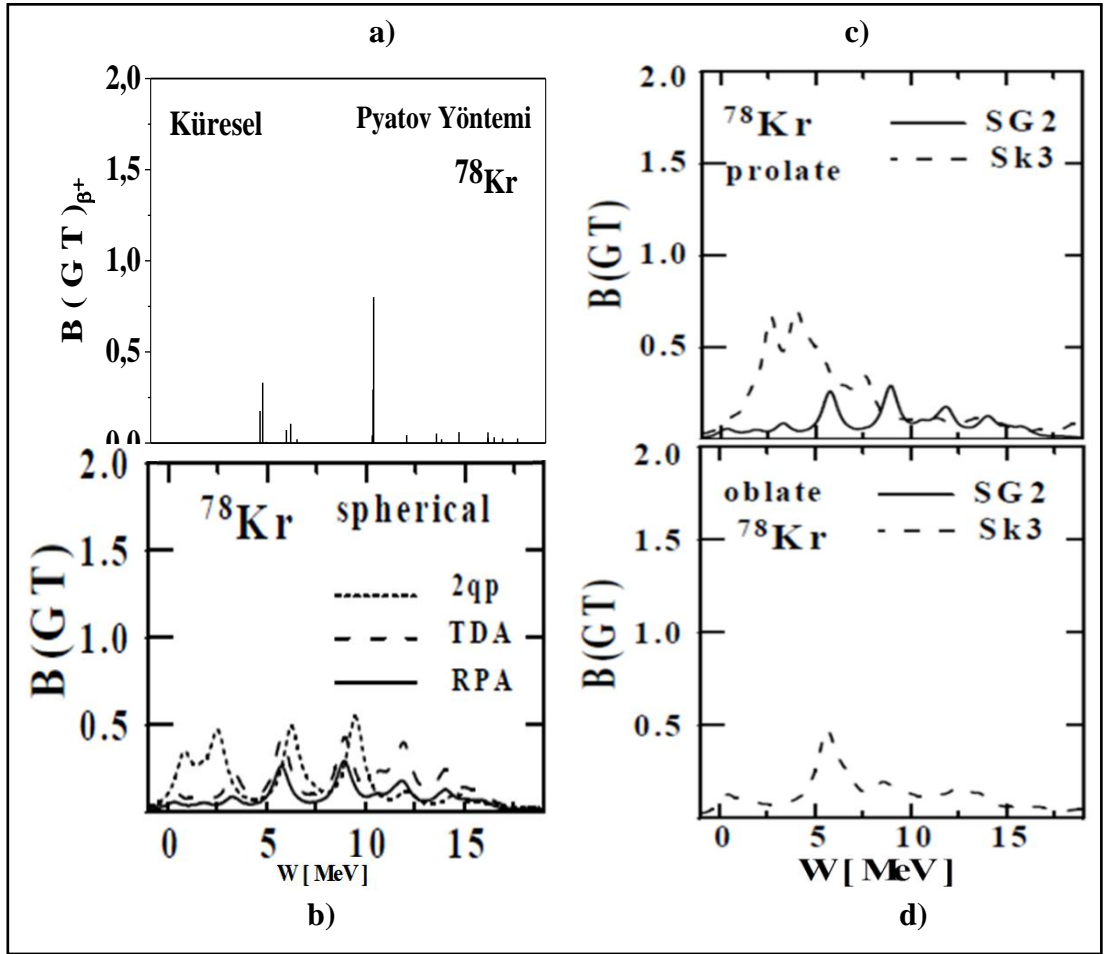 a)
2,0
1,5
1,0
0,5
0,0
B ( G T )β+
Küresel
Pyatov Yöntemi
78Kr
2.0
1.5
1.0
0.5
B(GT)
78Kr spherical
2qp
TDA
RPA
0 5 10 15
W[ MeV]
b)
c)
2.0
1.5
1.0
0.5
B(GT)
78Kr
prolate
SG2
Sk3
2.0
1.5
1.0
0.5
B(GT)
oblate
78Kr
SG2
Sk3
0 5 10 15
W[ MeV]
d)